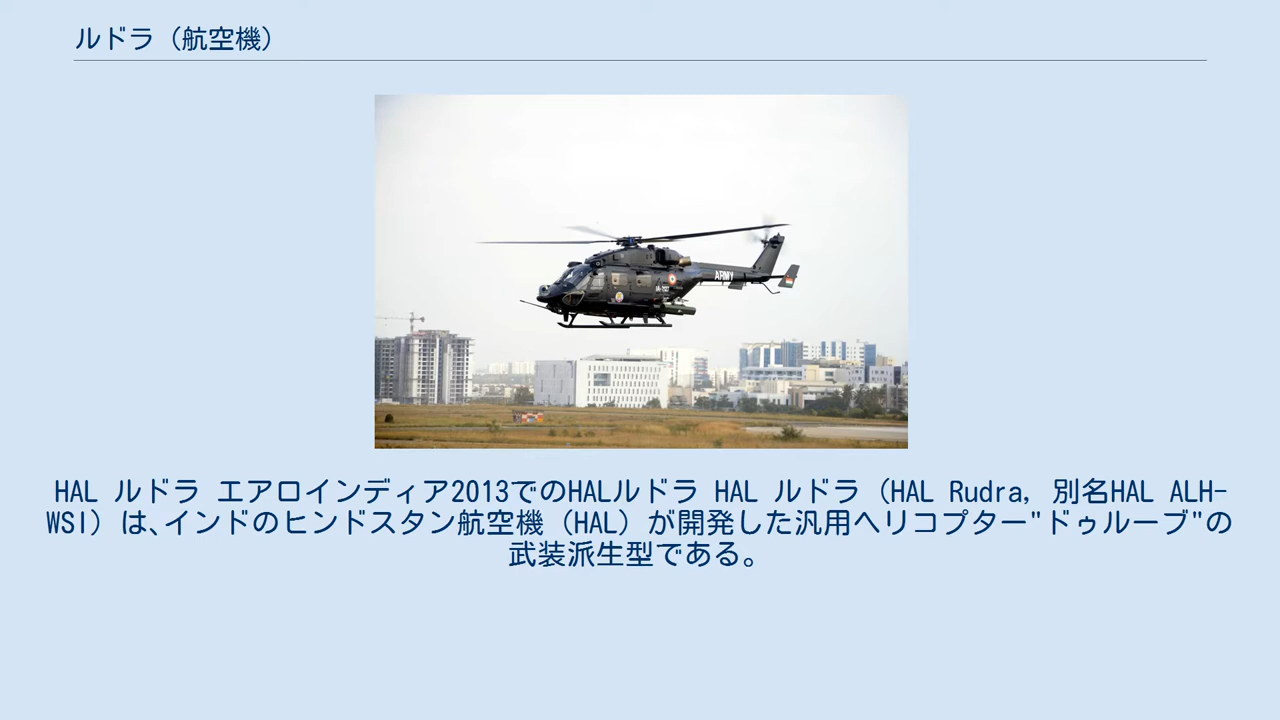 ルドラ（航空機）
ARMY
HAL ルドラ エアロインディア2013でのHALルドラ HAL ルドラ（HAL Rudra, 別名HAL ALH-
WSI）は、インドのヒンドスタン航空機（HAL）が開発した汎用ヘリコプター"ドゥルーブ"の
武装派生型である。